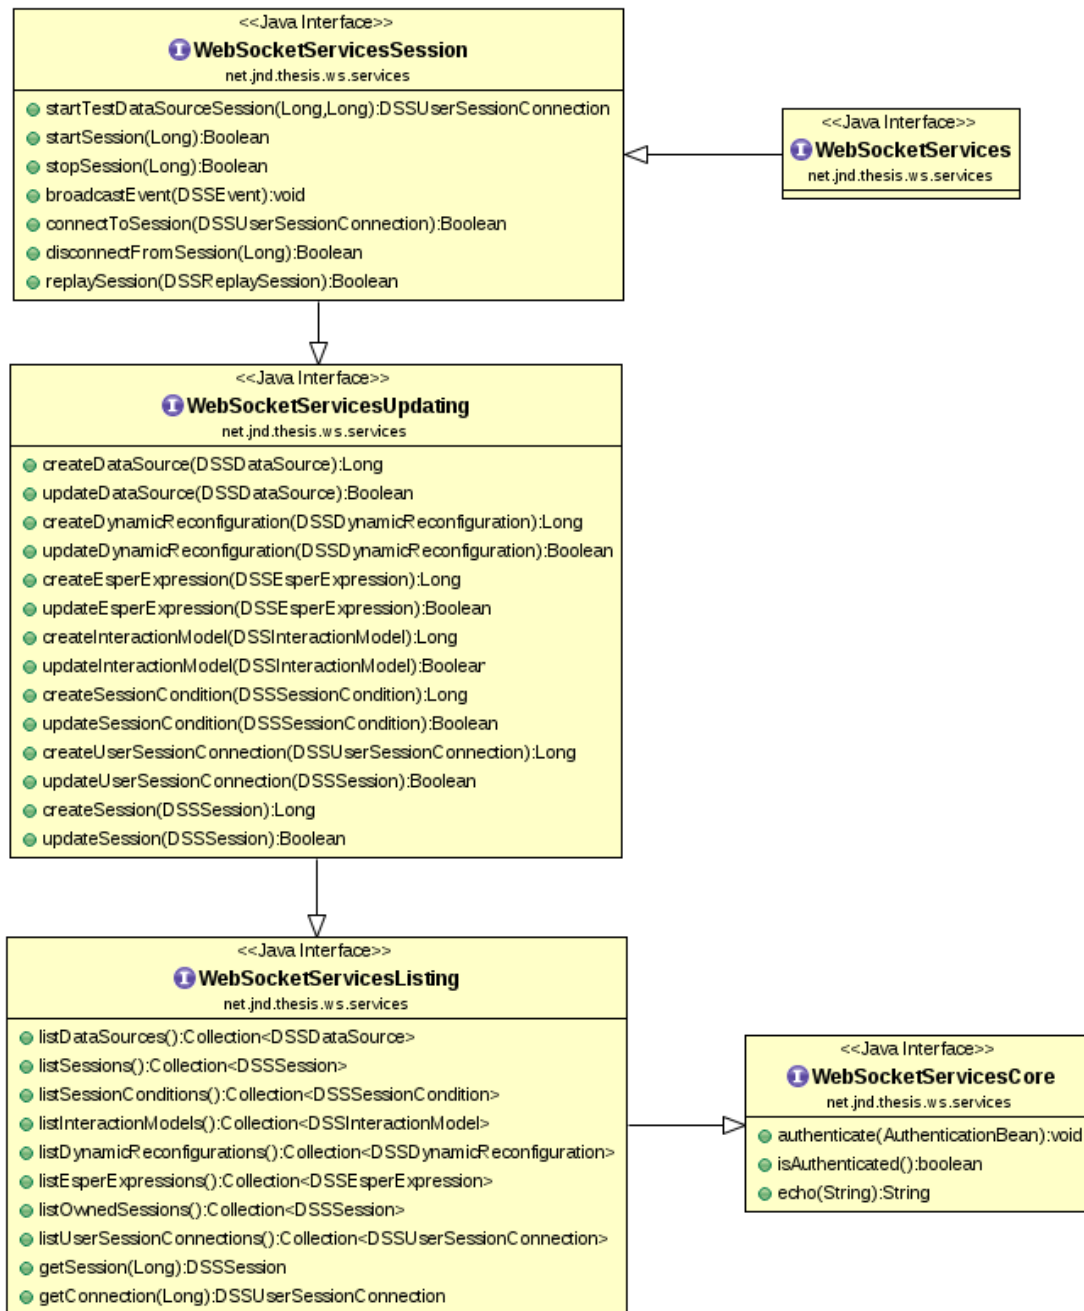 <<Java Interface>>
WebSocketServicesSession
net.jnd.thesis.ws.services
startTestDataSourceSession(Long,Long):DSSUserSessionConnection
startSession(Long):Boolean
stopSession(Long):Boolean
broadcastEvent(DSSEvent):void
connectToSession(DSSUserSessionConnection):Boolean
disconnectFromSession(Long):Boolean
replaySession(DSSReplaySession):Boolean
<<Java Interface>>
WebSocketServices
net.jnd.thesis.ws.services
<<Java Interface>>
WebSocketServicesUpdating
net.jnd.thesis.ws.services
createDataSource(DSSDataSource):Long
updateDataSource(DSSDataSource):Boolean
createDynamicReconfiguration(DSSDynamicReconfiguration):Long
updateDynamicReconfiguration(DSSDynamicReconfiguration):Boolean
createEsperExpression(DSSEsperExpression):Long
updateEsperExpression(DSSEsperExpression):Boolean
createInteractionModel(DSSInteractionModel):Long
updateInteractionModel(DSSInteractionModel):Boolean
createSessionCondition(DSSSessionCondition):Long
updateSessionCondition(DSSSessionCondition):Boolean
createUserSessionConnection(DSSUserSessionConnection):Long
updateUserSessionConnection(DSSSession):Boolean
createSession(DSSSession):Long
updateSession(DSSSession):Boolean
<<Java Interface>>
WebSocketServicesListing
net.jnd.thesis.ws.services
listDataSources():Collection<DSSDataSource>
listSessions():Collection<DSSSession>
listSessionConditions():Collection<DSSSessionCondition>
listInteractionModels():Collection<DSSInteractionModel>
listDynamicReconfigurations():Collection<DSSDynamicReconfiguration>
listEsperExpressions():Collection<DSSEsperExpression>
listOwnedSessions():Collection<DSSSession>
listUserSessionConnections():Collection<DSSUserSessionConnection>
getSession(Long):DSSSession
getConnection(Long):DSSUserSessionConnection
<<Java Interface>>
WebSocketServicesCore
net.jnd.thesis.ws.services
authenticate(AuthenticationBean):void
isAuthenticated():boolean
echo(String):String